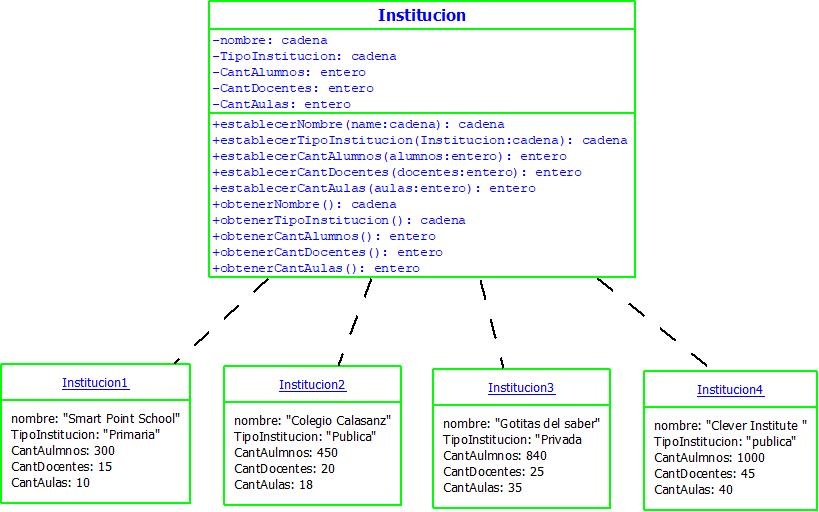 Institucion
-nombre: cadena
-TipoInstitucion: cadena
-CantAlumnos: entero
-CantDocentes: entero
-CantAulas: entero
+establecerNombre(name:cadena): cadena
+establecerTipoInstitucion(Institucion:cadena): cadena
+establecerCantAlumnos(alumnos:entero): entero
+establecerCantDocentes(docentes:entero): entero
+establecerCantAulas(aulas:entero): entero
+obtenerNombre(): cadena
+obtenerTipoInstitucion(): cadena
+obtenerCantAlumnos(): entero
+obtenerCantDocentes(): entero
+obtenerCantAulas(): entero
Institucion1
nombre: "Smart Point School"
TipoInstitucion: "Primaria"
CantAulmnos: 300
CantDocentes: 15
CantAulas: 10
Institucion2
nombre: "Colegio Calasanz"
TipoInstitucion: "Publica"
CantAulmnos: 450
CantDocentes: 20
CantAulas: 18
Institucion3
nombre: "Gotitas del saber"
TipoInstitucion: "Privada
CantAulmnos: 840
CantDocentes: 25
CantAulas: 35
Institucion4
nombre: "Clever Institute "
TipoInstitucion: "publica"
CantAulmnos: 1000
CantDocentes: 45
CantAulas: 40